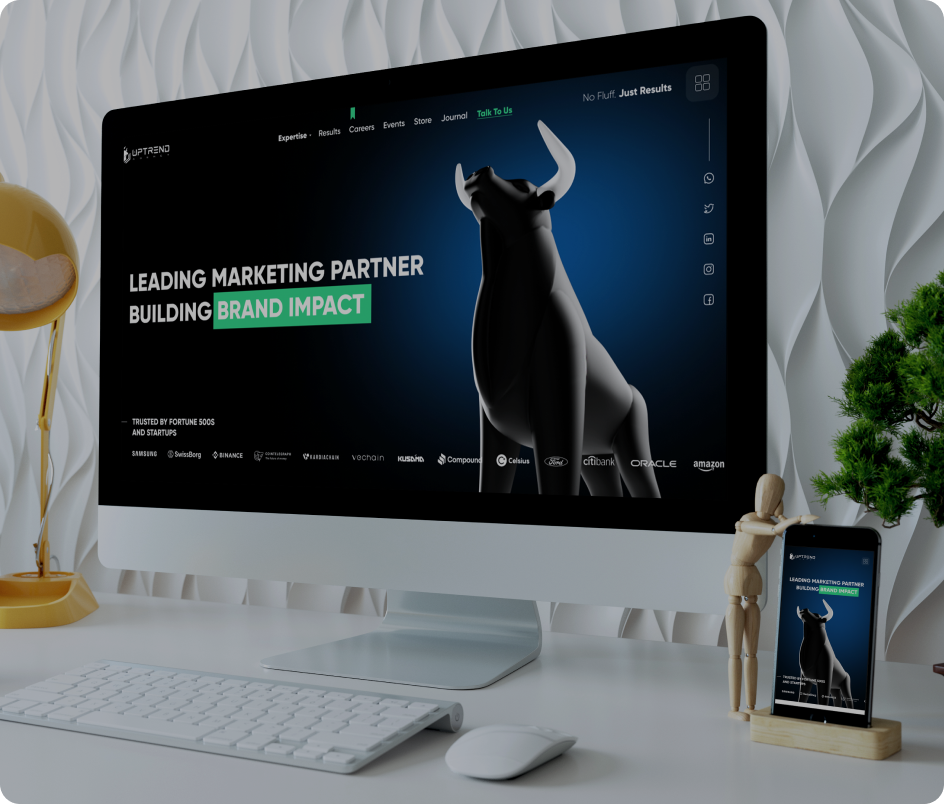 No Fluff. Just Results
Expertise Results Careers Events Store Journal Talk To Us
UPTREND
LEADING MARKETING PARTNER
BUILDING BRAND IMPACT
TRUSTED BY FORTUNE 500S
AND STARTUPS
SAMSUNG SwissBorg BINANCE COINTELEGRAPH KARDIACHAIN vechain KUSAMA Compound Celsius Ford citibank ORACLE amazon
UPTREND
LEADING MARKETING PARTNER
BUILDING BRAND IMPACT
TRUSTED BY FORTUNE 500S
AND STARTUPS